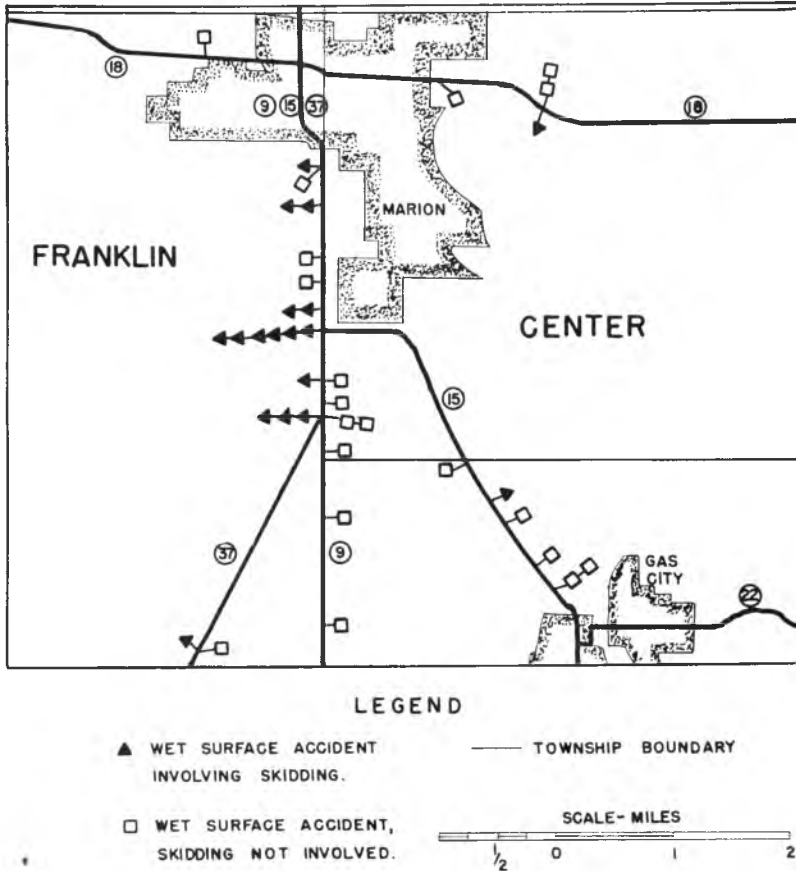 18
9 15 37
18
MARION
FRANKLIN
CENTER
15
37
9
GAS
CITY
22
LEGEND
WET SURFACE ACCIDENT
INVOLVING SKIDDING.
TOWNSHIP BOUNDARY
WET SURFACE ACCIDENT,
SKIDDING NOT INVOLVED.
SCALE-MILES
1/2 0 1 2